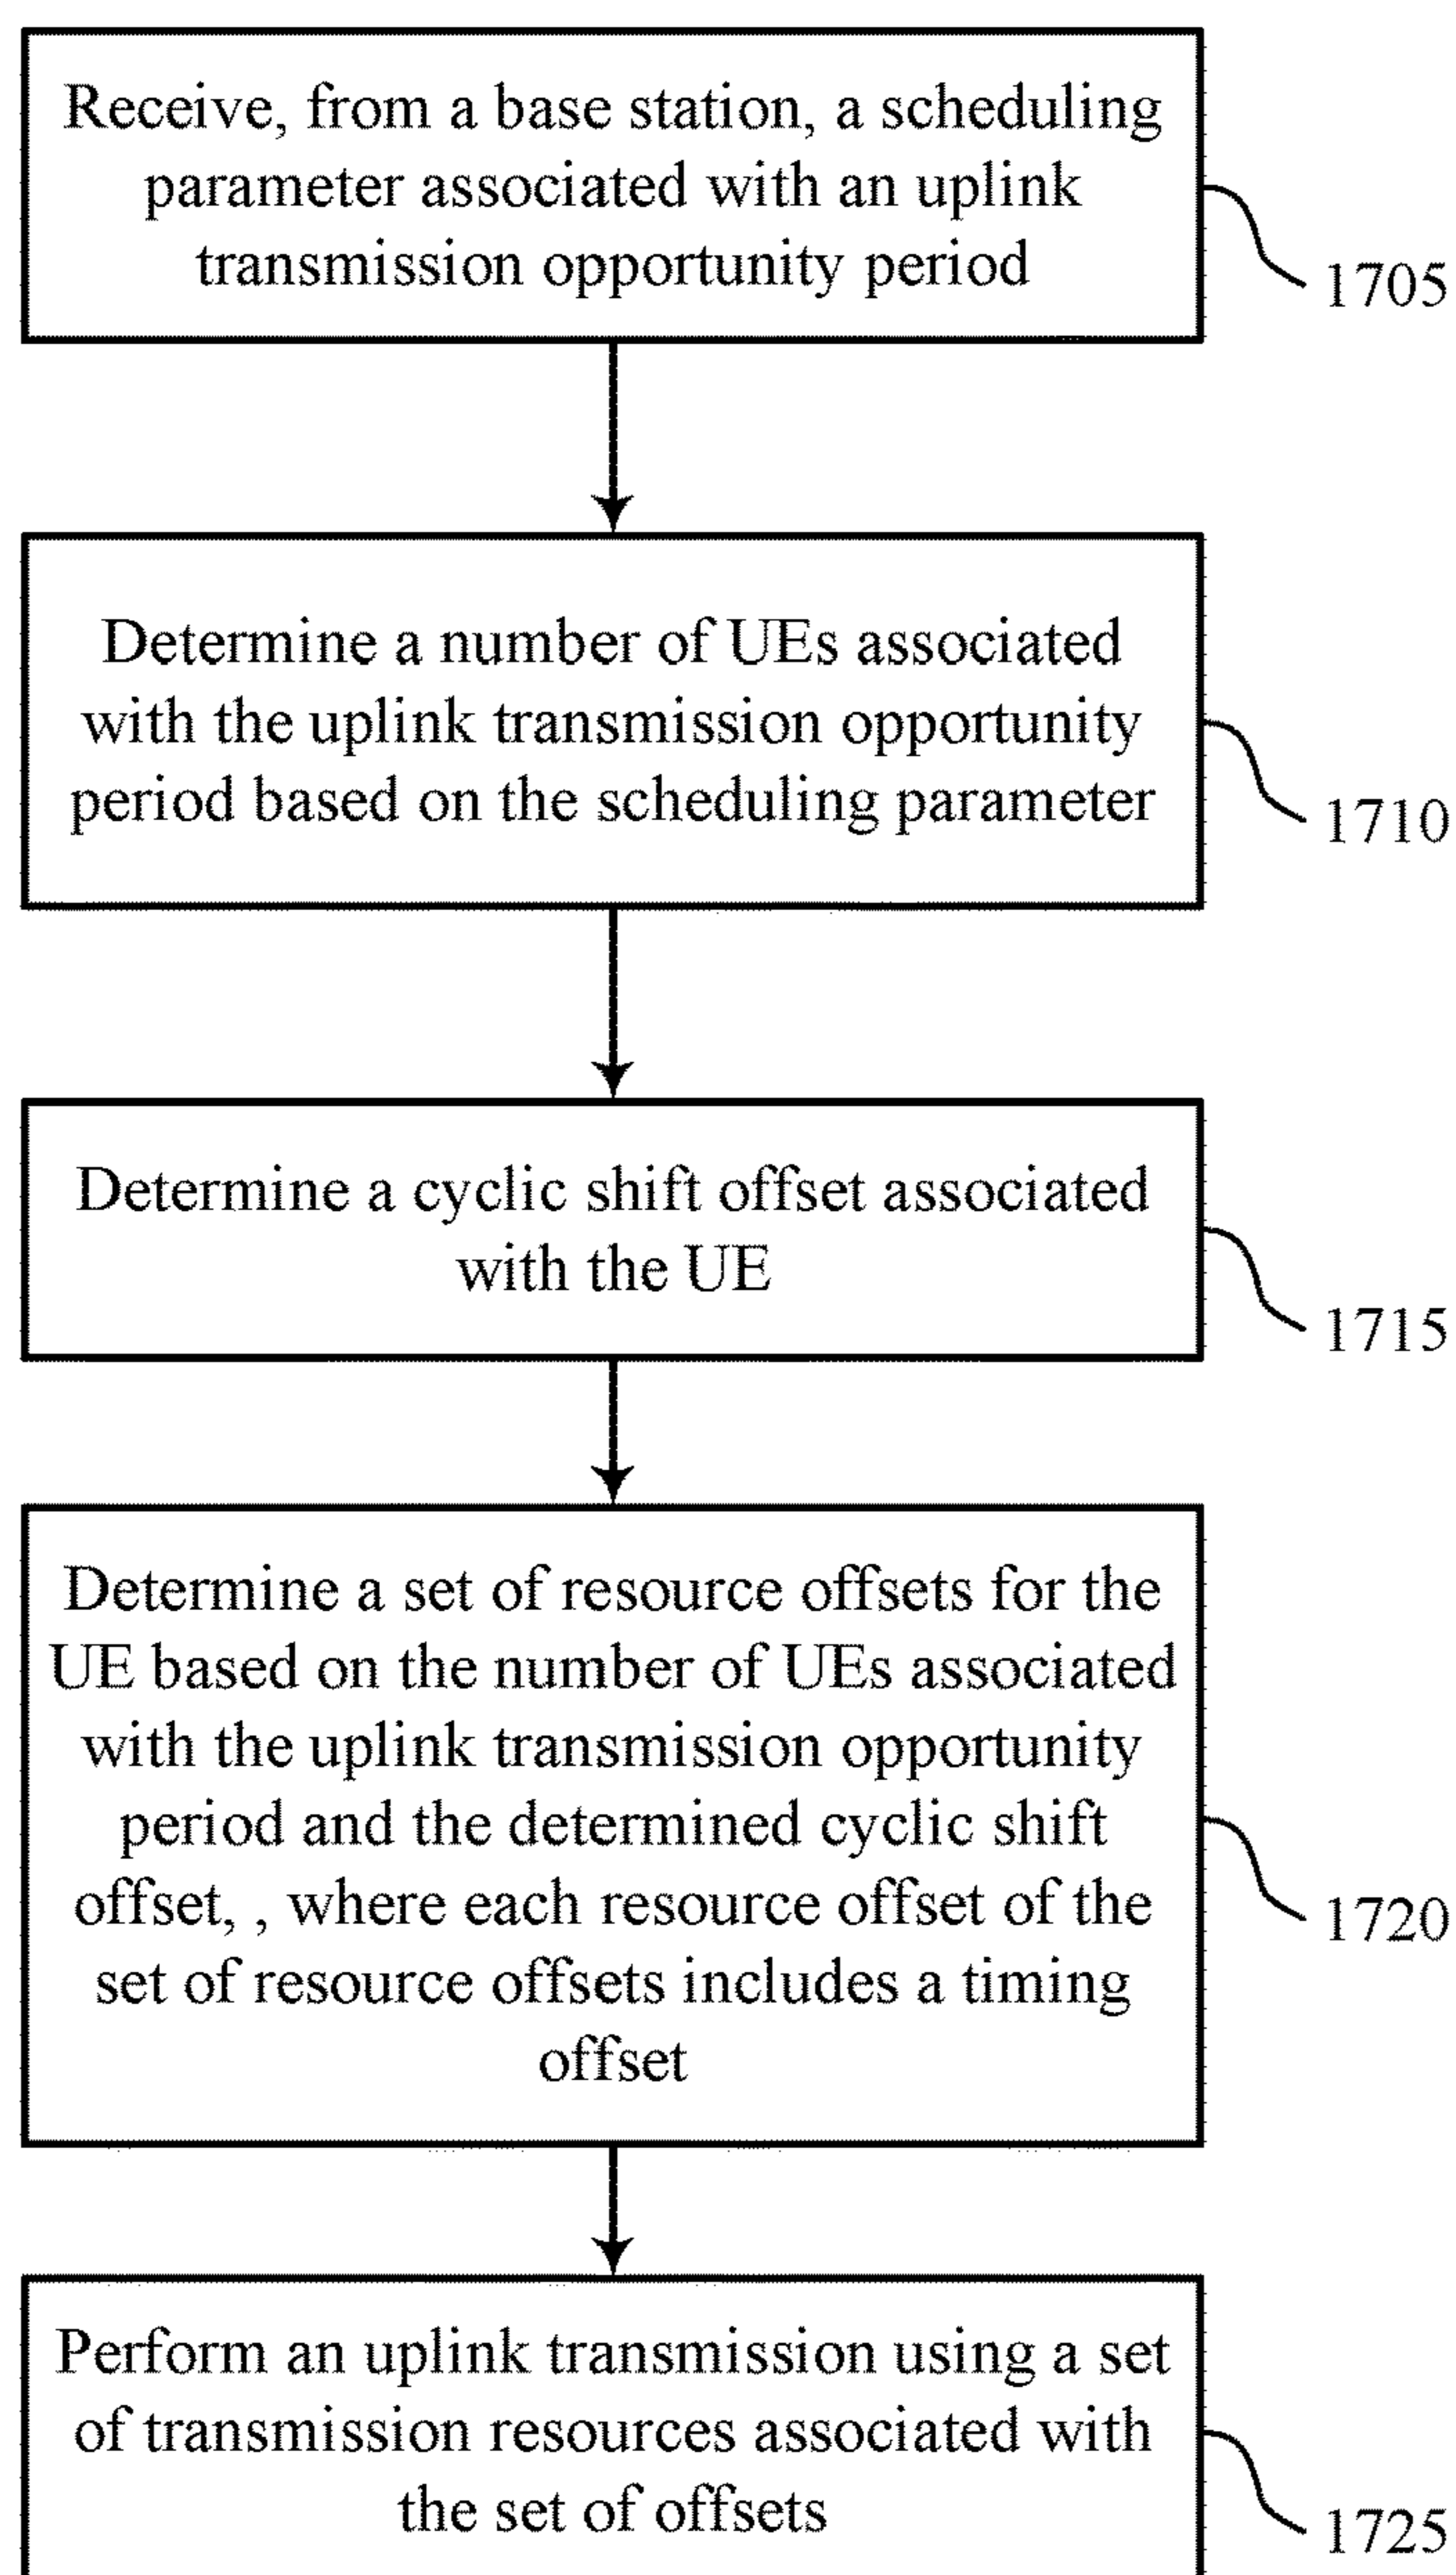 Receive, from a base station, a scheduling
parameter associated with an uplink
transmission opportunity period
1705
Determine a number of UEs associated
with the uplink transmission opportunity
period based on the scheduling parameter
1710
Determine a cyclic shift offset associated
with the UE
1715
Determine a set of resource offsets for the
UE based on the number of UEs associated
with the uplink transmission opportunity
period and the determined cyclic shift
offset, , where each resource offset of the
set of resource offsets includes a timing
offset
1720
Perform an uplink transmission using a set
of transmission resources associated with
the set of offsets
1725